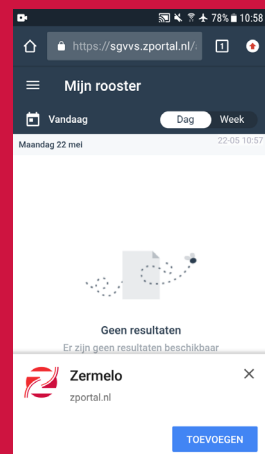 78% 10:58
https://sgvvs.zportal.nl/
1
Mijn rooster
Vandaag
Dag Week
Maandag 22 mei
22-05 10:57
Geen resultaten
Er zijn geen resultaten beschikbaar
Zermelo
zportal.nl
TOEVOEGEN